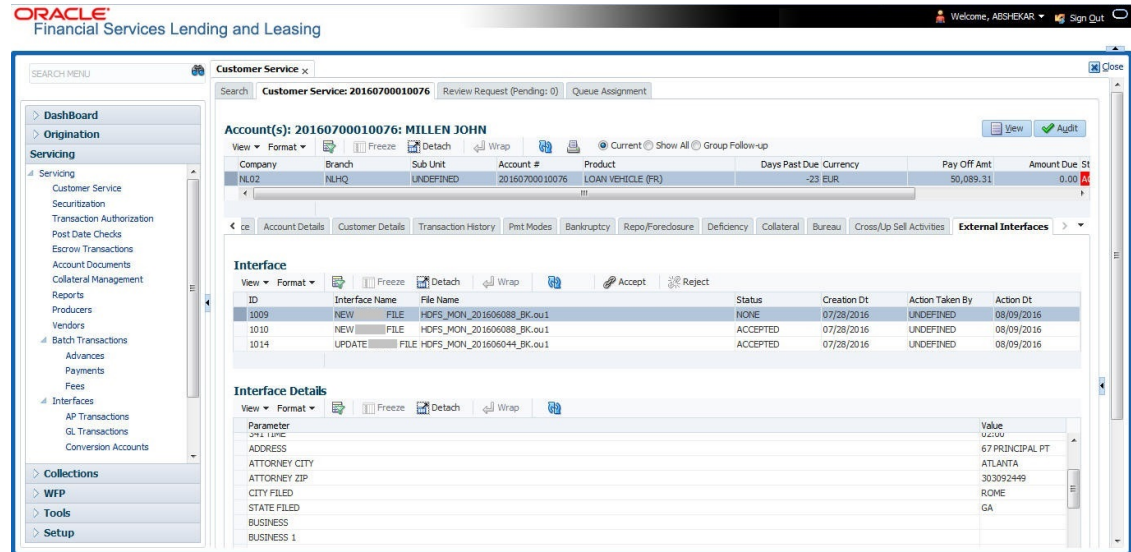 ORACLE
Financial Services Lending and Leasing
Welcome, ABSHEKAR Sign Out
Close
SEARCH MENU
DashBoard
Origination
Servicing
Servicing
Customer Service
Securitization
Transaction Authorization
Post Date Checks
Escrow Transactions
Account Documents
Collateral Management
Reports
Producers
Vendors
Batch Transactions
Advances
Payments
Fees
Interfaces
AP Transactions
GL Transactions
Conversion Accounts
Collections
WFP
Tools
Setup
Customer Service x
Search Customer Service: 20160700010076 Review Request (Pending: 0) Queue Assignment
Account(s): 20160700010076: MILLEN JOHN
View Audit
View Format Freeze Detach Wrap Current Show All Group Follow-up
Company Branch Sub Unit Account # Product Days Past Due Currency Pay Off Amt Amount Due St
NL02 NLHQ UNDEFINED 20160700010076 LOAN VEHICLE (FR) -23 EUR 50,089.31 0.00
ce Account Details Customer Details Transaction History Pmt Modes Bankruptcy Repo/Foredosure Deficiency Collateral Bureau Cross/Up Sell Activities External Interfaces
Interface
View Format Freeze Detach Wrap Accept Reject
ID Interface Name File Name Status Creation Dt Action Taken By Action Dt
1009 NEW FILE HDFS_MON_201606088_BK.ou1 NONE 07/28/2016 UNDEFINED 08/09/2016
1010 NEW FILE HDFS_MON_201606088_BK.ou1 ACCEPTED 07/28/2016 UNDEFINED 08/09/2016
1014 UPDATE FILE HDFS_MON_201606044_BK.ou1 ACCEPTED 07/28/2016 UNDEFINED 08/09/2016
Interface Details
View Format Freeze Detach Wrap
Parameter Value
341 TIME 02:00
ADDRESS 67 PRINCIPAL PT
ATTORNEY CITY ATLANTA
ATTORNEY ZIP 303092449
CITY FILED ROME
STATE FILED GA
BUSINESS
BUSINESS 1